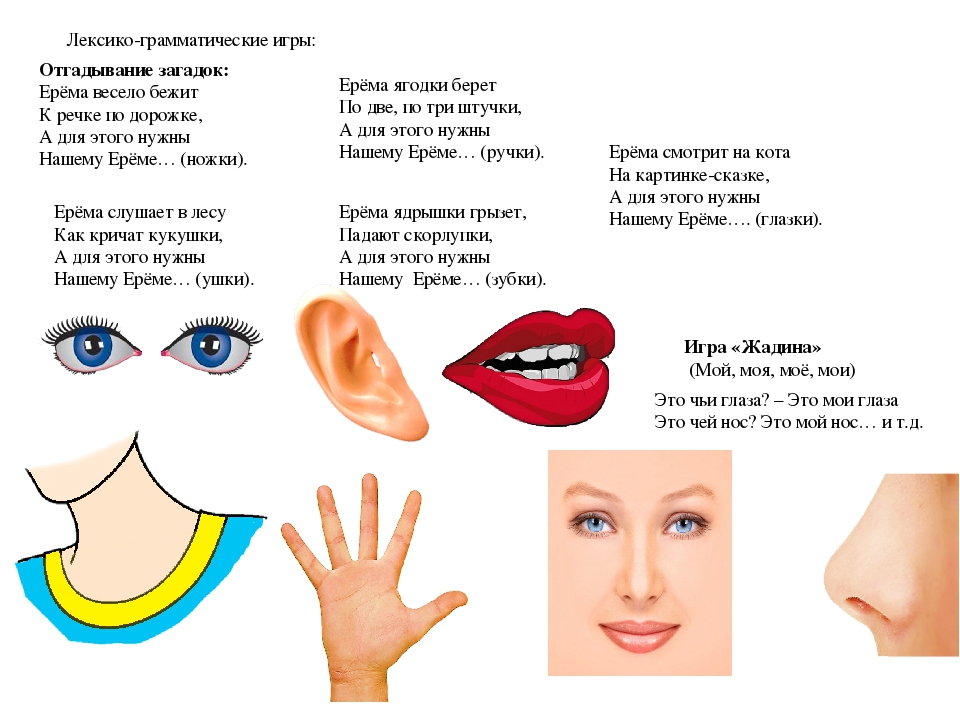 Лексико-грамматические игры:
Отгадывание загадок:
Ерёма весело бежит
К речке по дорожке,
А для этого нужны
Нашему Ерёме… (ножки).
Ерёма ягодки берет
По две, по три штучки,
А для этого нужны
Нашему Ерёме… (ручки).
Ерёма смотрит на кота
На картинке-сказке,
А для этого нужны
Нашему Ерёме…. (глазки).
Ерёма слушает в лесу
Как кричат кукушки,
А для этого нужны
Нашему Ерёме… (ушки).
Ерёма ядрышки грызет,
Падают скорлупки,
А для этого нужны
Нашему  Ерёме… (зубки).
Игра «Жадина»
(Мой, моя, моё, мои)
Это чьи глаза? – Это мои глаза
Это чей нос? Это мой нос… и т.д.